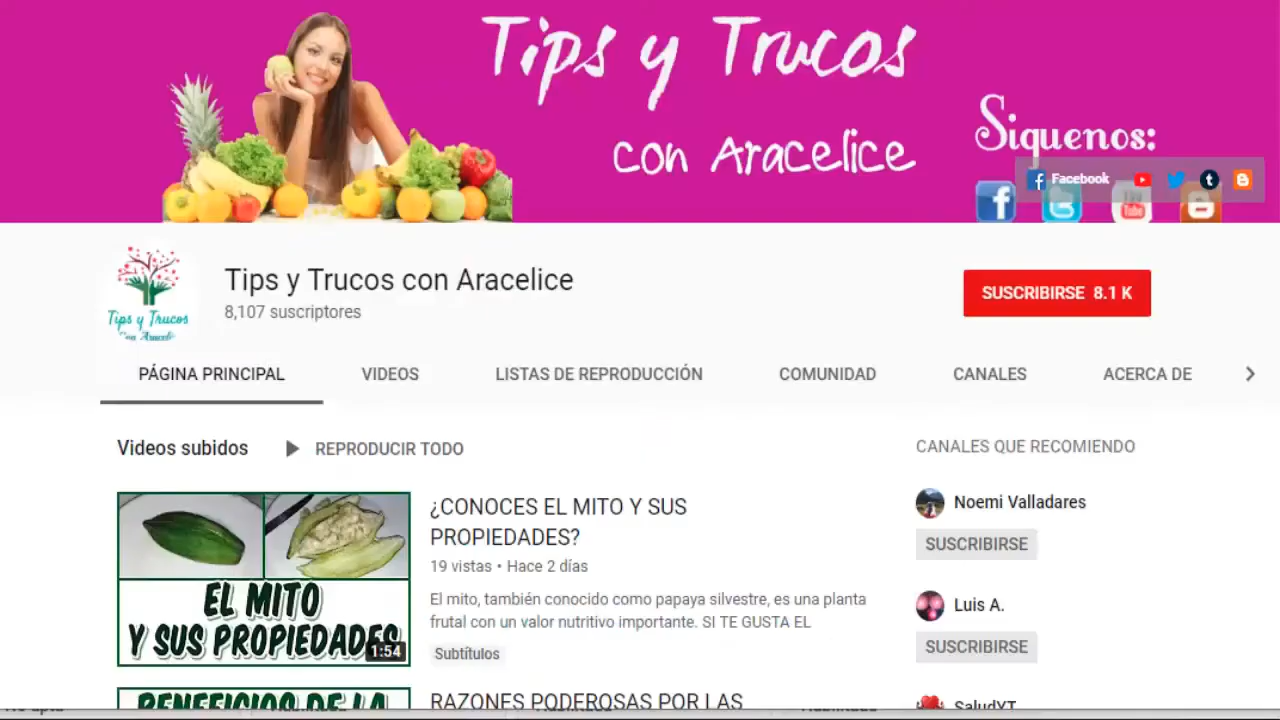 Tips y Trucos
con Aracelice
Siguenos:
Facebook
Tips y Trucos
Tips y Trucos con Aracelice
8,107 suscriptores
SUSCRIBIRSE 8.1 K
PÁGINA PRINCIPAL
VIDEOS
LISTAS DE REPRODUCCIÓN
COMUNIDAD
CANALES
ACERCA DE
Videos subidos
REPRODUCIR TODO
CANALES QUE RECOMIENDO
EL MITO
Y SUS PROPIEDADES
1:54
¿CONOCES EL MITO Y SUS
PROPIEDADES?
19 vistas • Hace 2 días
El mito, también conocido como papaya silvestre, es una planta
frutal con un valor nutritivo importante. SI TE GUSTA EL
Subtítulos
Noemi Valladares
SUSCRIBIRSE
Luis A.
SUSCRIBIRSE
BENEFICIOS DE LA
RAZONES PODEROSAS POR LAS
SaludYT